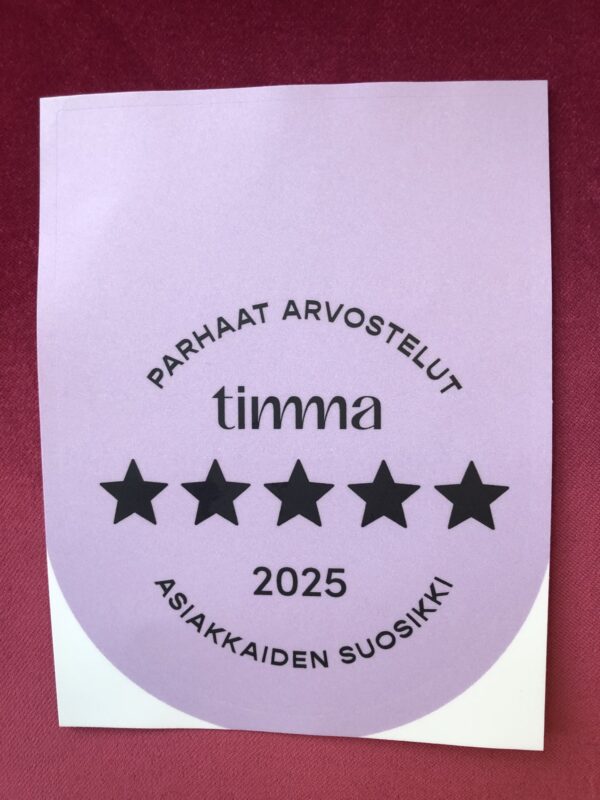 PARHAAT ARVOSTELUT
timma
2025
ASIAKKAIDEN SUOSIKKI